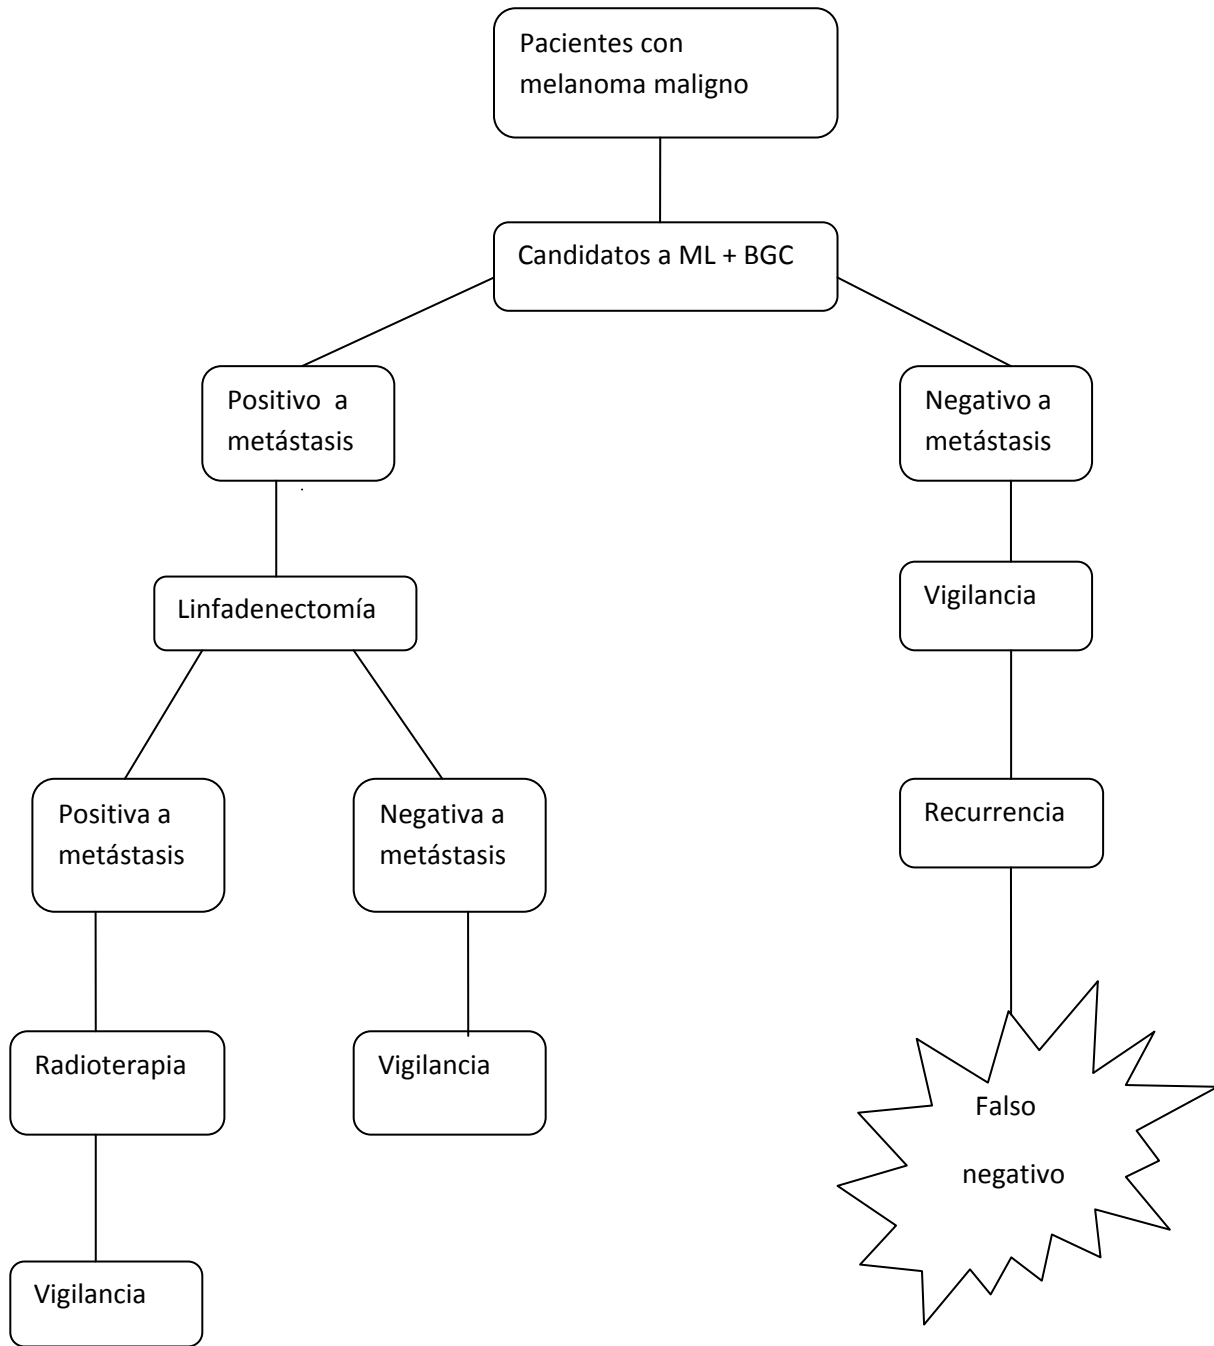 Pacientes con
melanoma maligno
Candidatos a ML + BGC
Positivo a
metástasis
Negativo a
metástasis
Linfadenectomía
Vigilancia
Positiva a
metástasis
Negativa a
metástasis
Recurrencia
Radioterapia
Vigilancia
Falso
negativo
Vigilancia